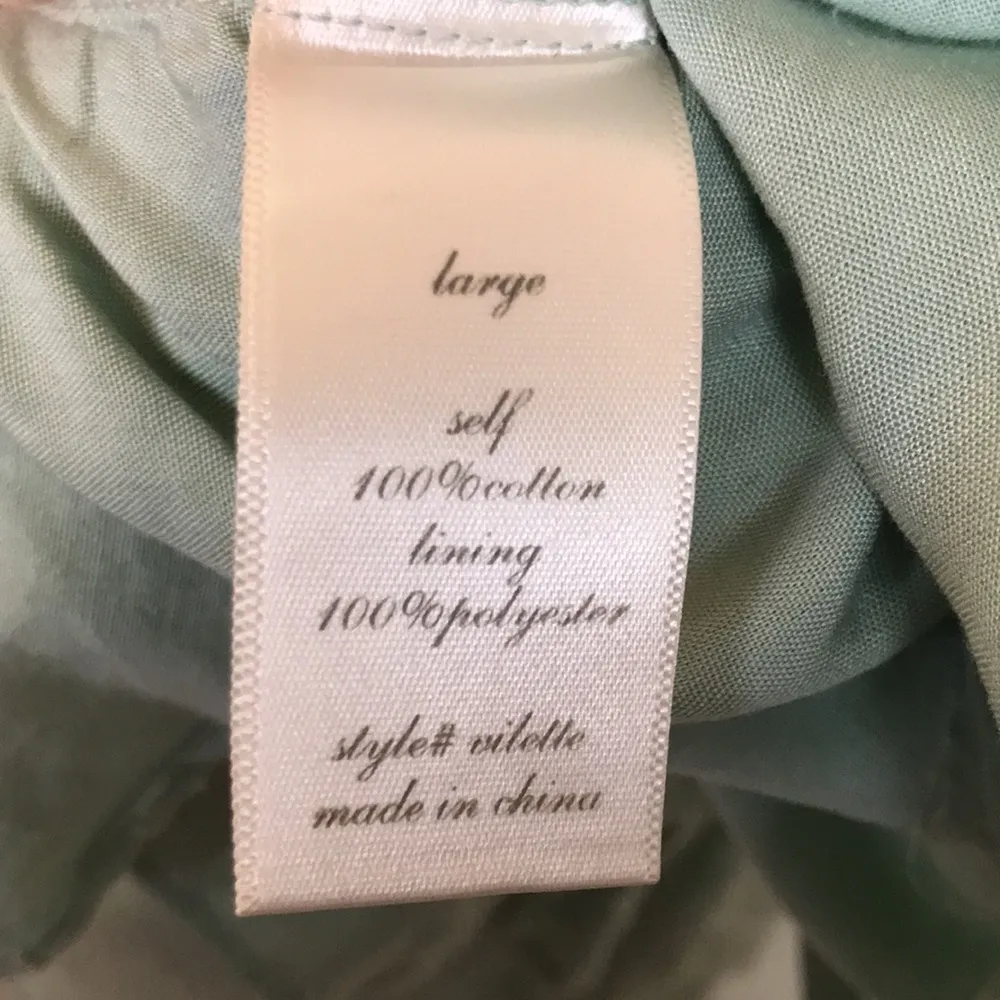 large
self
100%cotton
lining
100%polyester
style# vilette
made in china